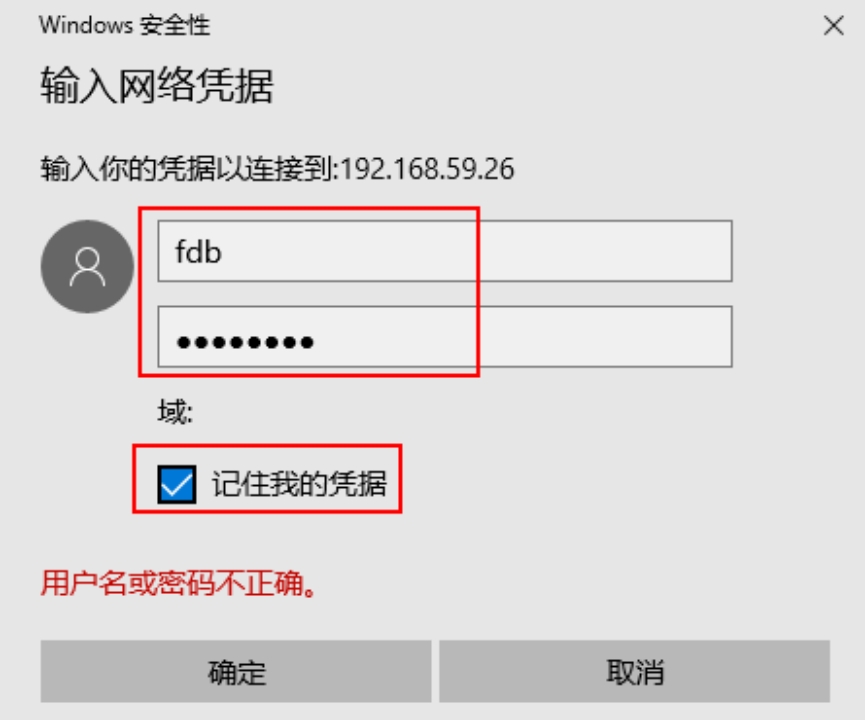 Windows 安全性
输入网络凭据
输入你的凭据以连接到:192.168.59.26
fdb
●●●●●●●●
域:
记住我的凭据
用户名或密码不正确。
确定
取消